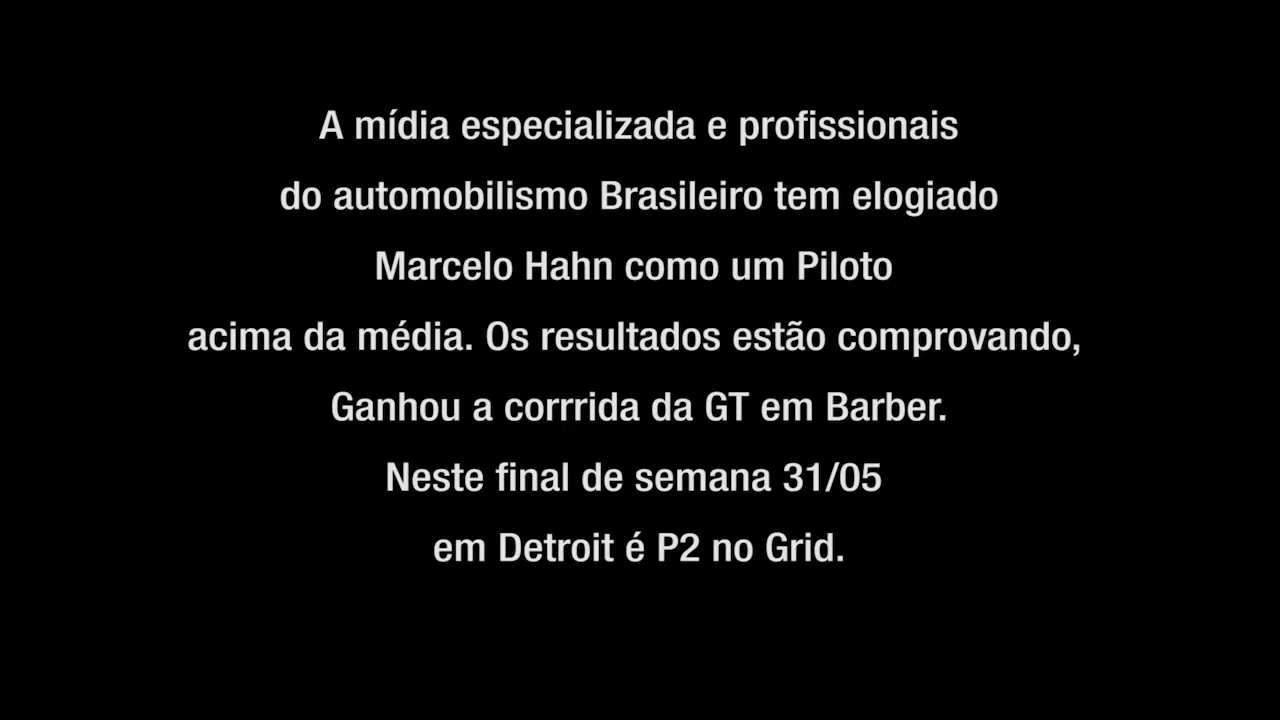 A mídia especializada e profissionais
do automobilismo Brasileiro tem elogiado
Marcelo Hahn como um Piloto
acima da média. Os resultados estão comprovando,
Ganhou a corrrida da GT em Barber.
Neste final de semana 31/05
em Detroit é P2 no Grid.